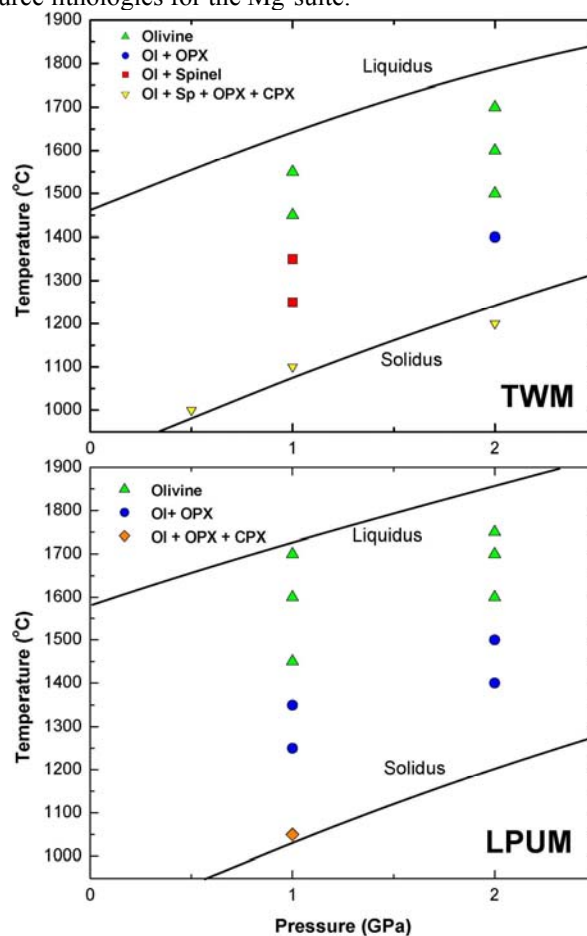 urce lithologies for the Mg-suite.
1900
1800
1700
1600
1500
1400
1300
1200
1100
1000
Temperature (°C)
Olivine
Ol + OPX
Ol + Spinel
Ol + Sp + OPX + CPX
Liquidus
Solidus
TWM
0
1
2
1900
1800
1700
1600
1500
1400
1300
1200
1100
1000
Temperature (°C)
Olivine
Ol+ OPX
Ol + OPX + CPX
Liquidus
Solidus
LPUM
0
1
2
Pressure (GPa)